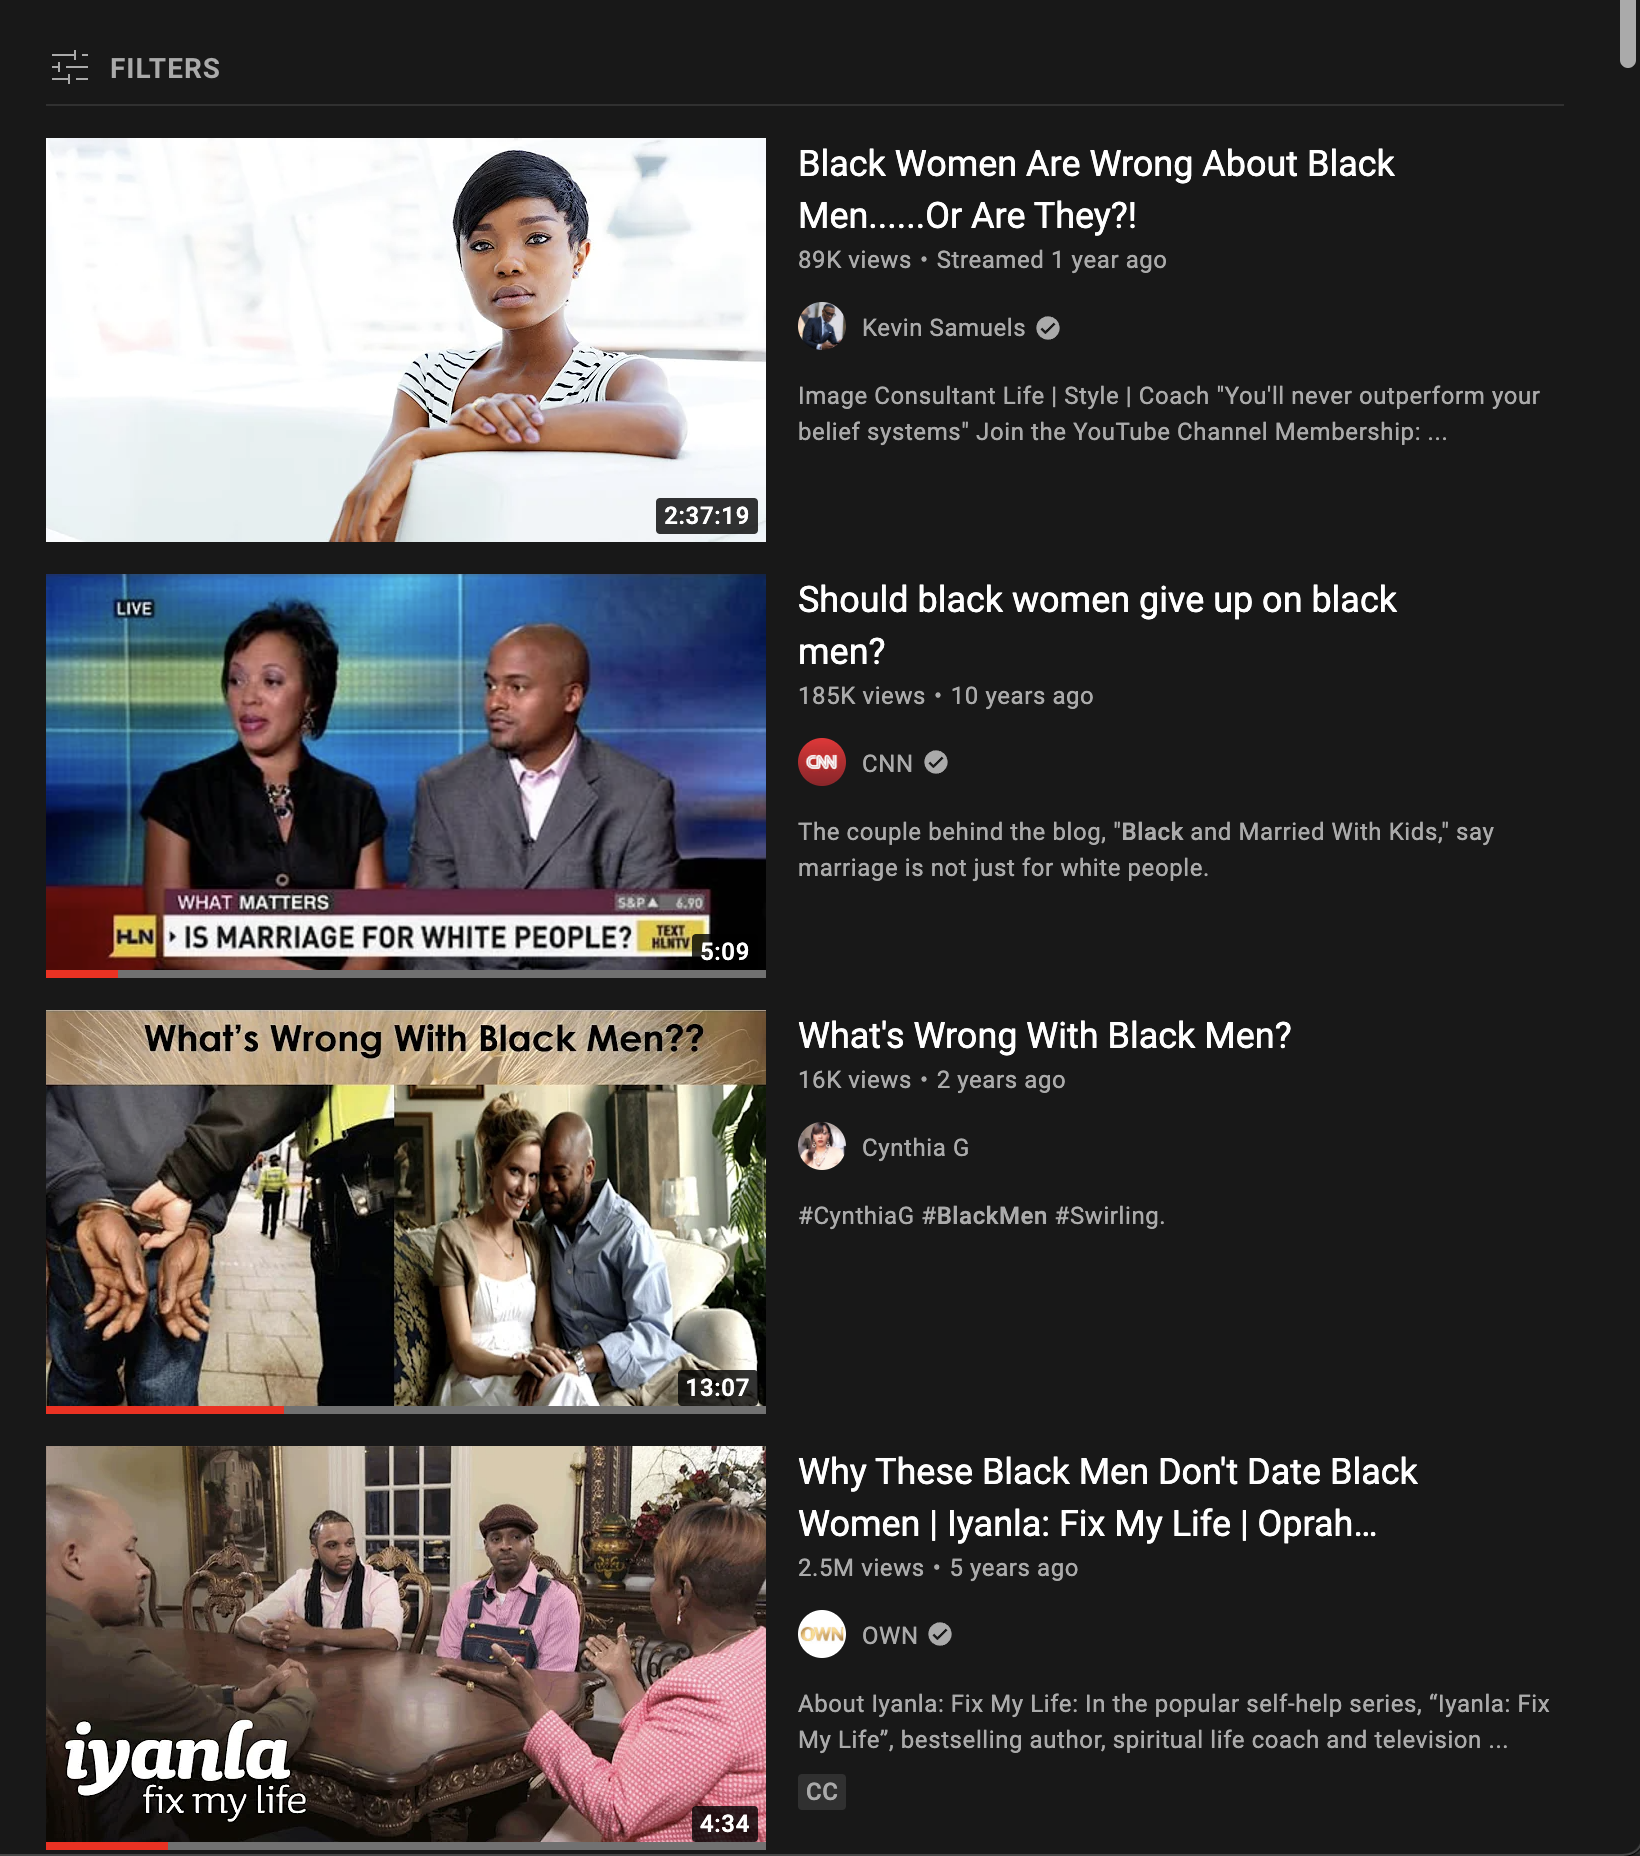 FILTERS
2:37:19
Black Women Are Wrong About Black
Men......Or Are They?!
89K views • Streamed 1 year ago
Kevin Samuels
Image Consultant Life | Style | Coach "You'll never outperform your
belief systems" Join the YouTube Channel Membership: ...
LIVE
WHAT MATTERS
S&P▲ 6.90
HLN
IS MARRIAGE FOR WHITE PEOPLE?
TEXT
HLNTV
5:09
Should black women give up on black
men?
185K views • 10 years ago
CNN
CNN
The couple behind the blog, "Black and Married With Kids," say
marriage is not just for white people.
What's Wrong With Black Men??
13:07
What's Wrong With Black Men?
16K views • 2 years ago
Cynthia G
#CynthiaG #BlackMen #Swirling.
iyanla
fix my life
4:34
Why These Black Men Don't Date Black
Women | Iyanla: Fix My Life | Oprah...
2.5M views • 5 years ago
OWN
OWN
About Iyanla: Fix My Life: In the popular self-help series, “Iyanla: Fix
My Life”, bestselling author, spiritual life coach and television ...
CC